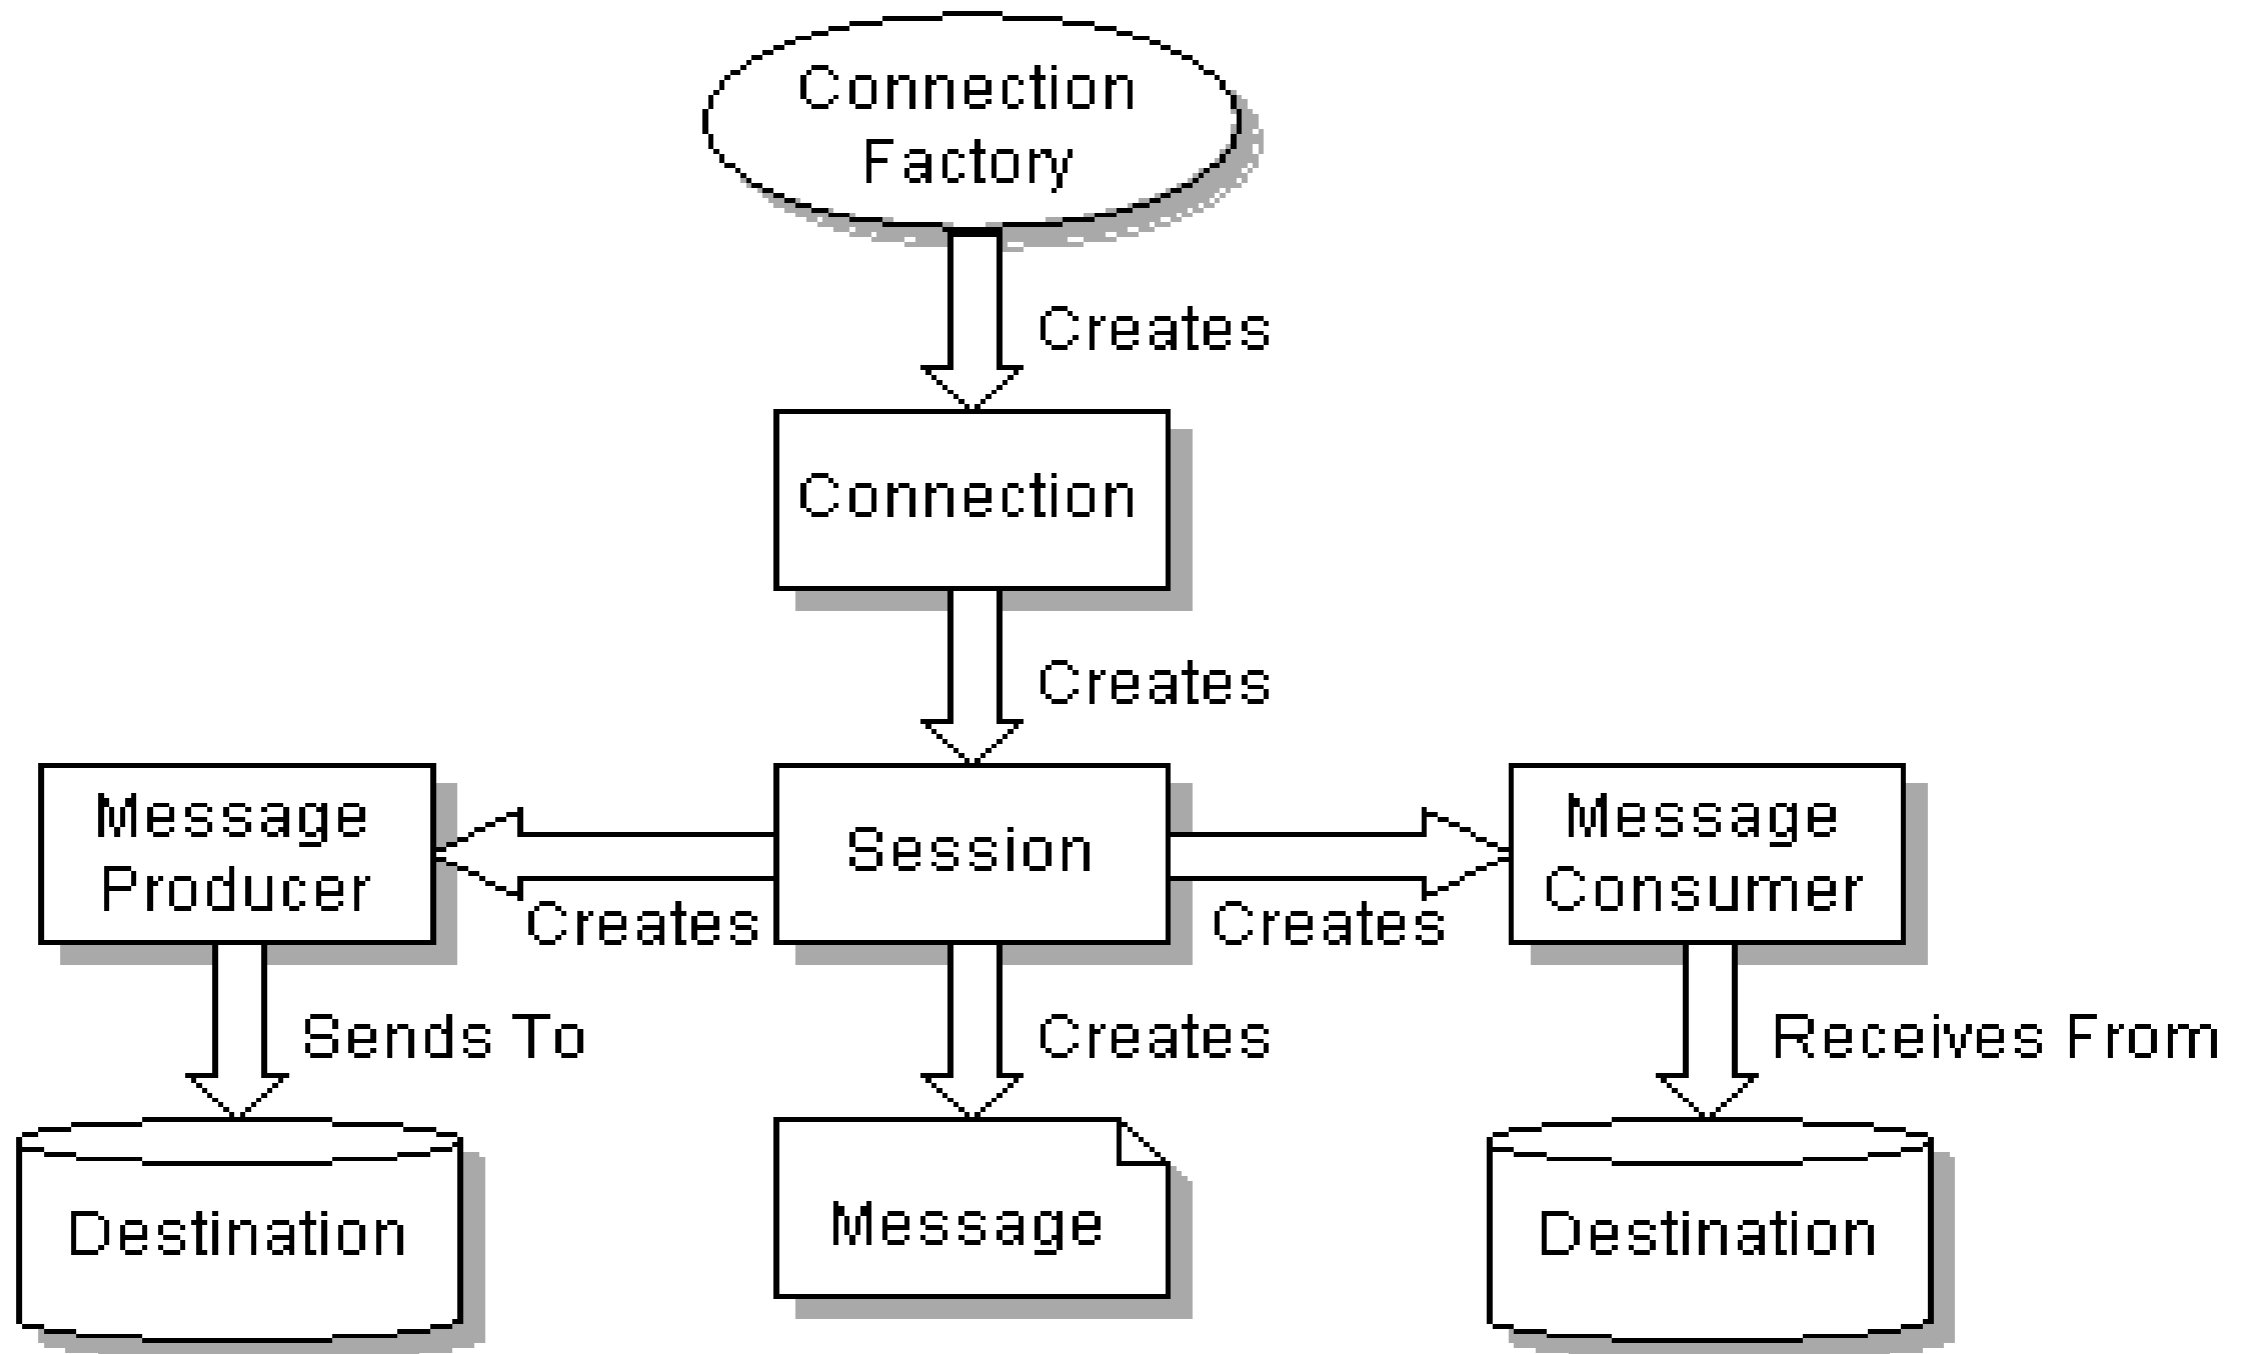 Connection
Factory
Creates
Connection
Creates
Message
Producer
Creates
Session
Creates
Message
Consumer
Sends To
Creates
Receives From
Destination
Message
Destination